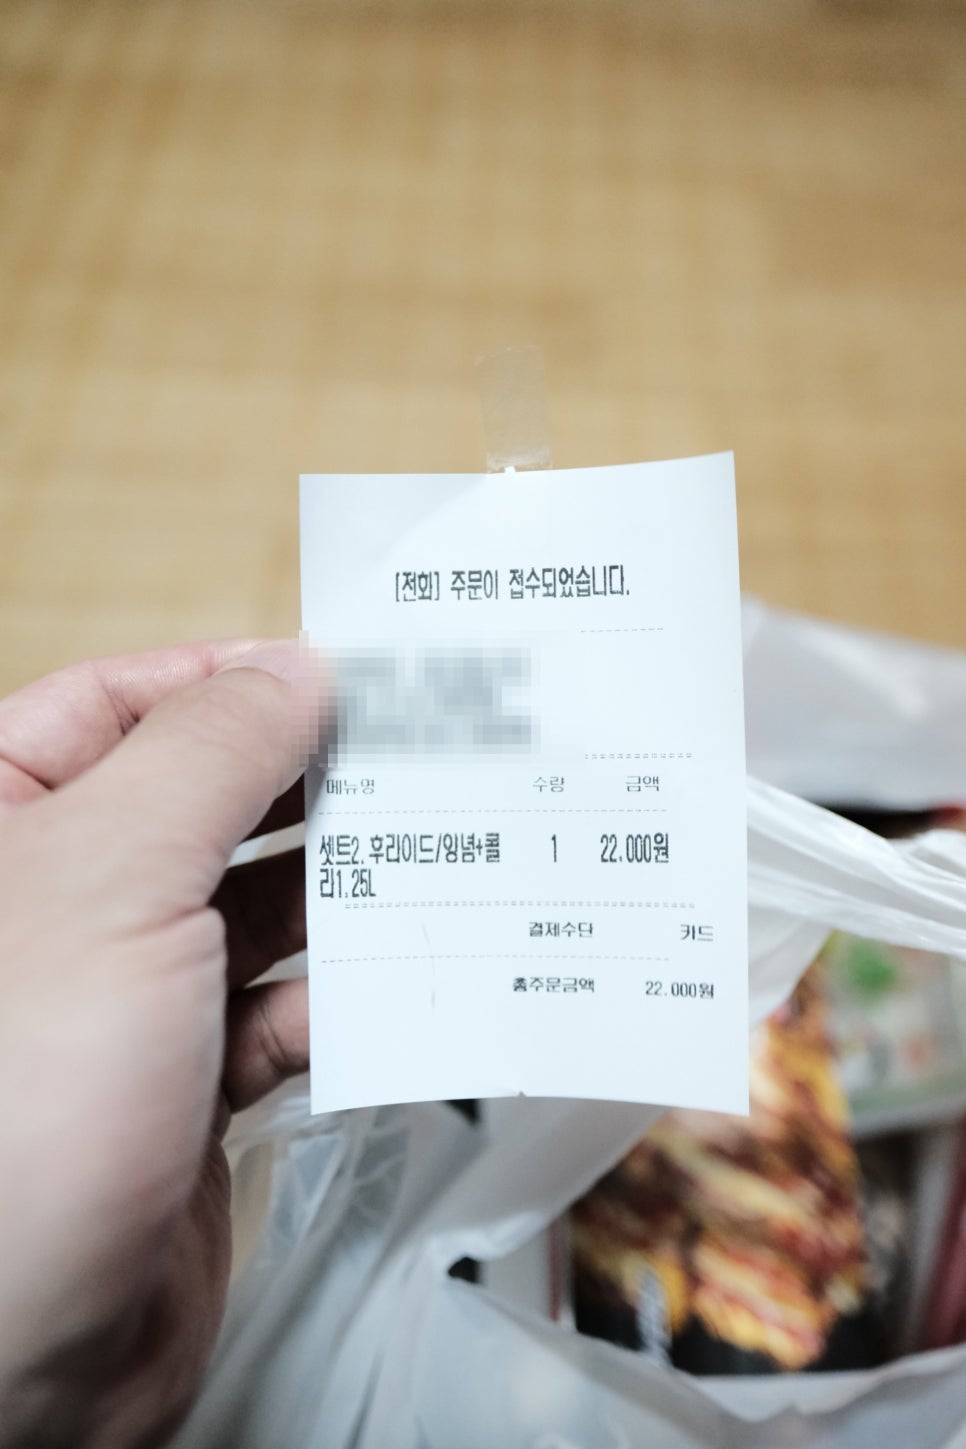 [전화] 주문이 접수되었습니다.
메뉴명 수량 금액
셋트2. 후라이드/양념+콜 1 22,000원
라1.25L
결제수단 카드
총주문금액 22,000원